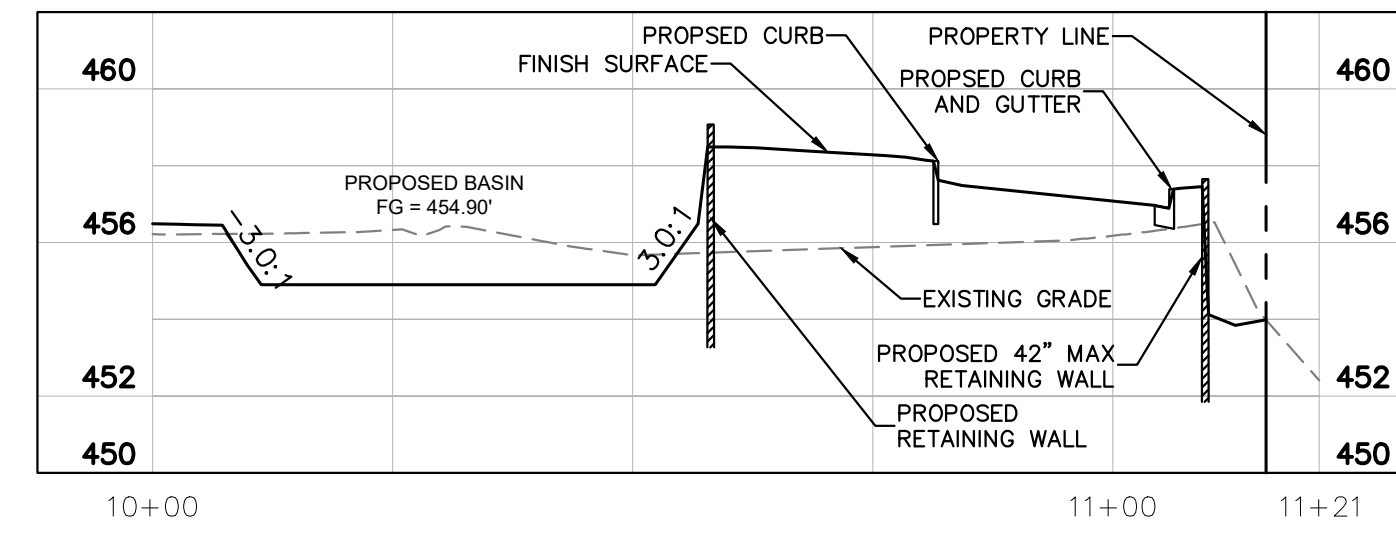 PROPSED CURB
PROPERTY LINE
FINISH SURFACE
460
460
PROPSED CURB
AND GUTTER
PROPOSED BASIN
FG = 454.90'
-3.0:1
3.0:1
456
456
EXISTING GRADE
PROPOSED 42” MAX
RETAINING WALL
452
452
PROPOSED
RETAINING WALL
450
450
10+00
11+00
11+21